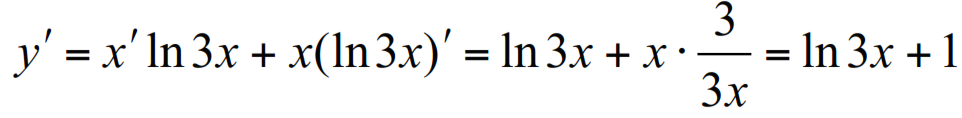 y′ = x′ ln 3x + x(ln 3x)′ = ln 3x + x · 3/3x = ln 3x + 1